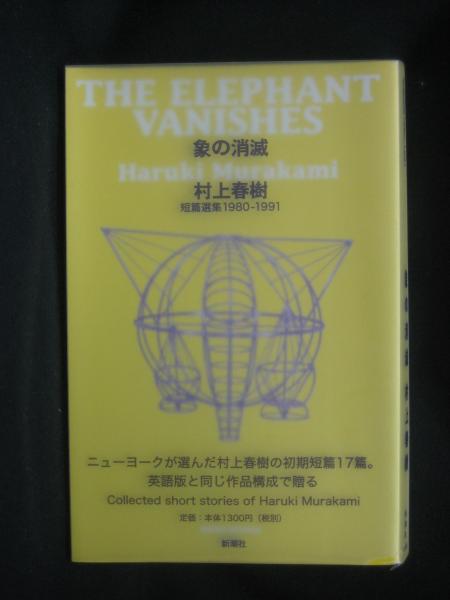 THE ELEPHANT
VANISHES
象の消滅
Haruki Murakami
村上春樹
短篇選集1980-1991
ニューヨークが選んだ村上春樹の初期短篇17篇。
英語版と同じ作品構成で贈る
Collected short stories of Haruki Murakami
定価：本体1300円（税別）
新潮社